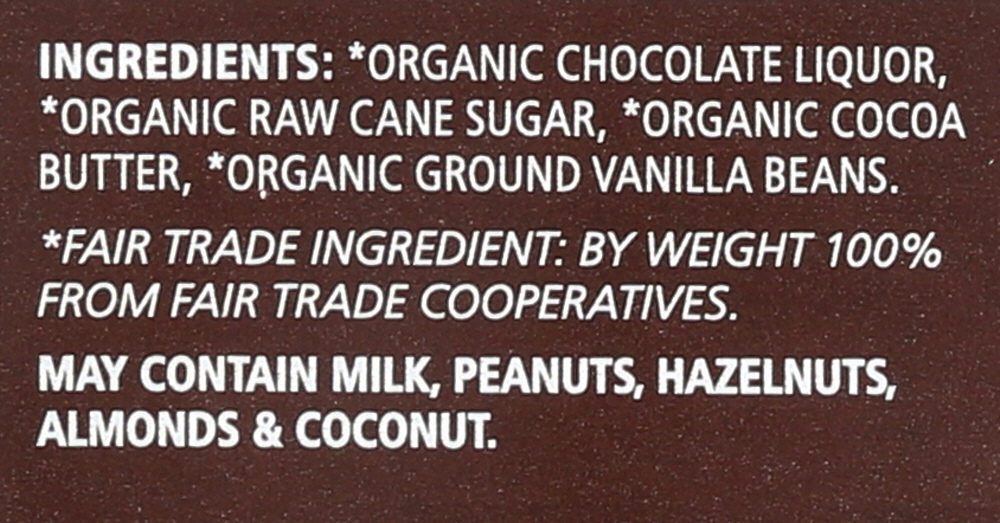 INGREDIENTS: *ORGANIC CHOCOLATE LIQUOR,
*ORGANIC RAW CANE SUGAR, *ORGANIC COCOA
BUTTER, *ORGANIC GROUND VANILLA BEANS.
*FAIR TRADE INGREDIENT: BY WEIGHT 100%
FROM FAIR TRADE COOPERATIVES.
MAY CONTAIN MILK, PEANUTS, HAZELNUTS,
ALMONDS & COCONUT.